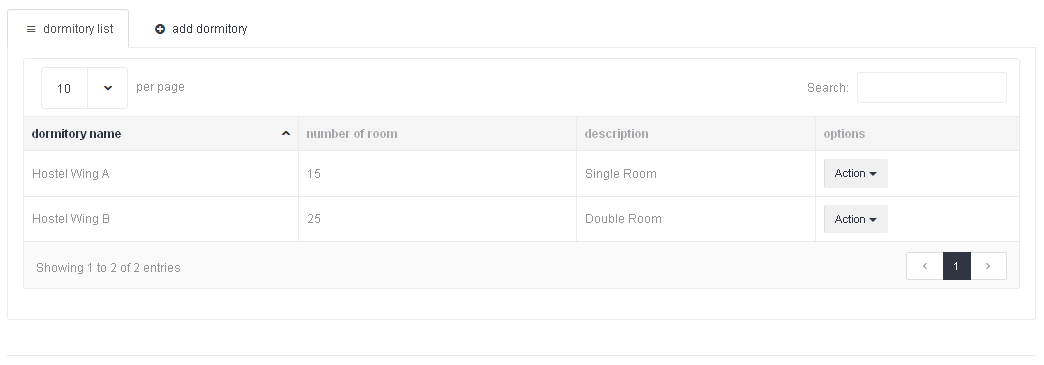 dormitory list add dormitory
10 per page Search:
dormitory name number of room description options
Hostel Wing A 15 Single Room Action
Hostel Wing B 25 Double Room Action
Showing 1 to 2 of 2 entries 1